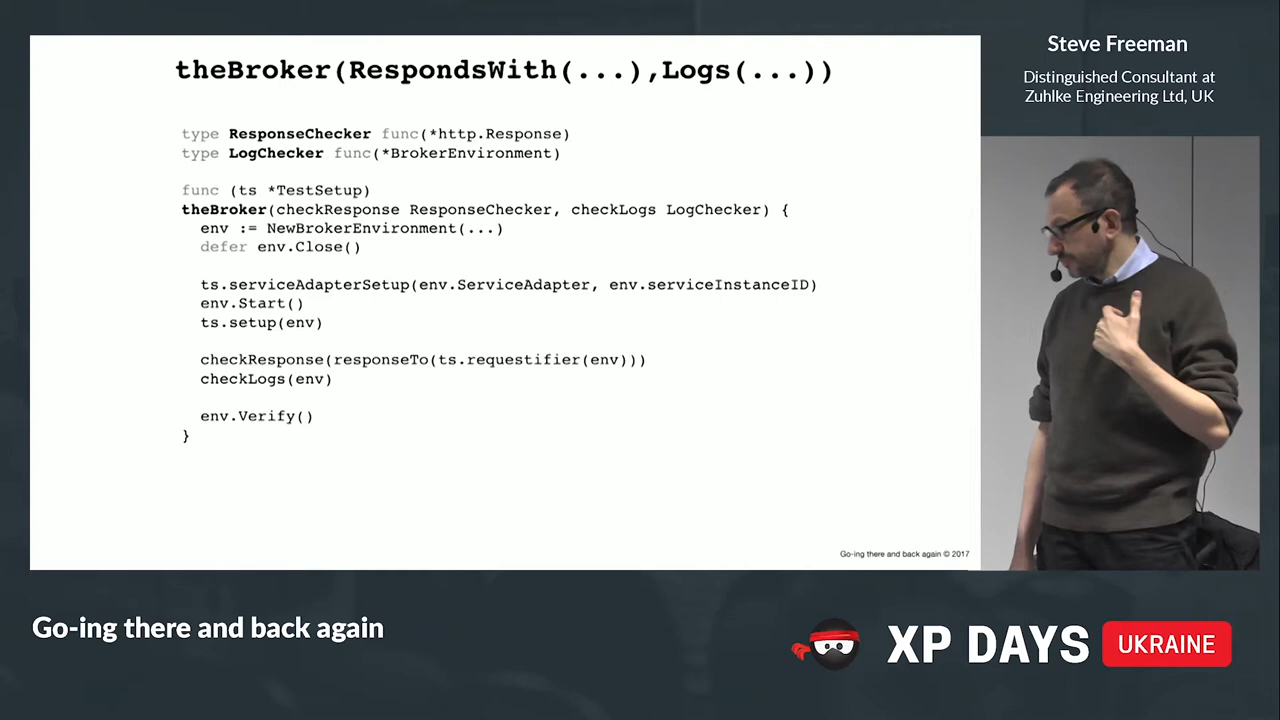 theBroker(RespondsWith(...),Logs(...))
type ResponseChecker func(*http.Response)
type LogChecker func(*BrokerEnvironment)
func (ts *TestSetup)
theBroker(checkResponse ResponseChecker, checkLogs LogChecker) {
env := NewBrokerEnvironment(...)
defer env.Close()
ts.serviceAdapterSetup(env.ServiceAdapter, env.serviceInstanceID)
env.Start()
ts.setup(env)
checkResponse(responseTo(ts.requestifier(env)))
checkLogs(env)
env.Verify()
}
Go-ing there and back again © 2017
Steve Freeman
Distinguished Consultant at
Zuhlke Engineering Ltd, UK
Go-ing there and back again
XP DAYS UKRAINE